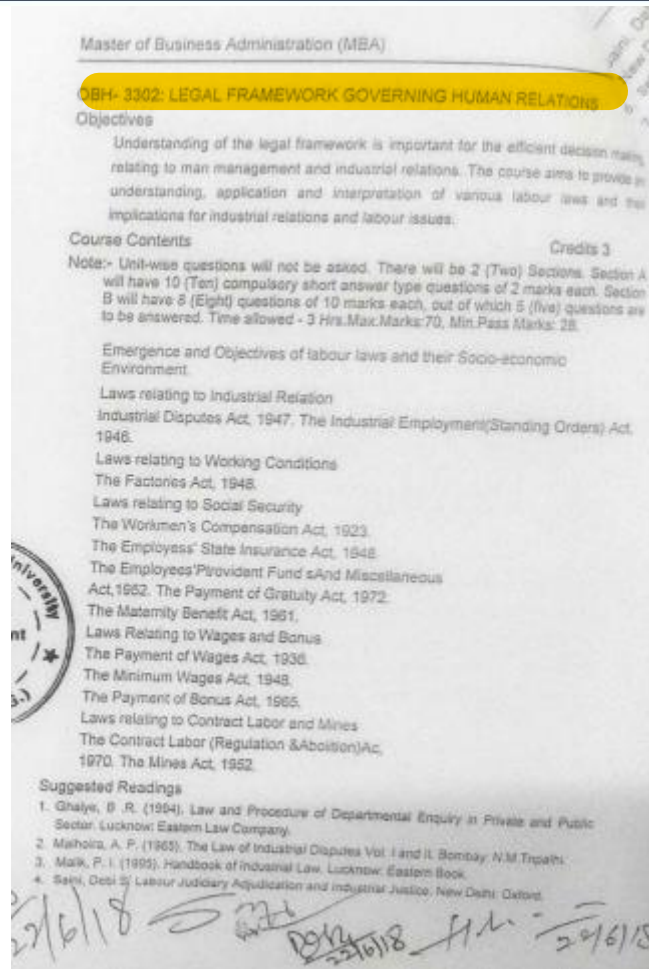 Master of Business Administration (MBA)
OBH- 3302: LEGAL FRAMEWORK GOVERNING HUMAN RELATIONS
Objectives
Understanding of the legal framework is important for the efficient decision making
relating to man management and industrial relations. The course aims to provide an
understanding, application and interpretation of various labour laws and their
implications for industrial relations and labour issues.
Course Contents
Credits 3
Note:- Unit-wise questions will not be asked. There will be 2 (Two) Sections. Section A
will have 10 (Ten) compulsory short answer type questions of 2 marks each. Section
B will have 8 (Eight) questions of 10 marks each, out of which 5 (five) questions are
to be answered. Time allowed - 3 Hrs.Max.Marks:70, Min.Pass Marks: 28.
Emergence and Objectives of labour laws and their Socio-economic
Environment.
Laws relating to Industrial Relation
Industrial Disputes Act, 1947. The Industrial Employment(Standing Orders) Act,
1946.
Laws relating to Working Conditions
The Factories Act, 1948.
Laws relating to Social Security
The Workmen's Compensation Act, 1923.
The Employess' State Insurance Act, 1948.
The Employees'Plrovident Fund sAnd Miscellaneous
Act,1952. The Payment of Gratuity Act, 1972.
The Maternity Benefit Act, 1961.
Laws Relating to Wages and Bonus
The Payment of Wages Act, 1936.
The Minimum Wages Act, 1948.
The Payment of Bonus Act, 1965.
Laws relating to Contract Labor and Mines
The Contract Labor (Regulation &Abolition)Ac,
1970. The Mines Act, 1952.
Suggested Readings
1. Ghaiye, B .R. (1994). Law and Procedure of Departmental Enquiry in Private and Public
Sector. Lucknow: Eastern Law Company.
2. Malhotra, A. P. (1965). The Law of Industrial Disputes Vol. I and II. Bombay: N.M.Tripathi.
3. Malik, P. I. (1995). Handbook of Industrial Law. Lucknow: Eastern Book.
4. Saini, Debi S/ Labour Judiciary Adjudication and Industrial Justice. New Delhi: Oxford.
University
22/6/18
22/6/18
22/6/18